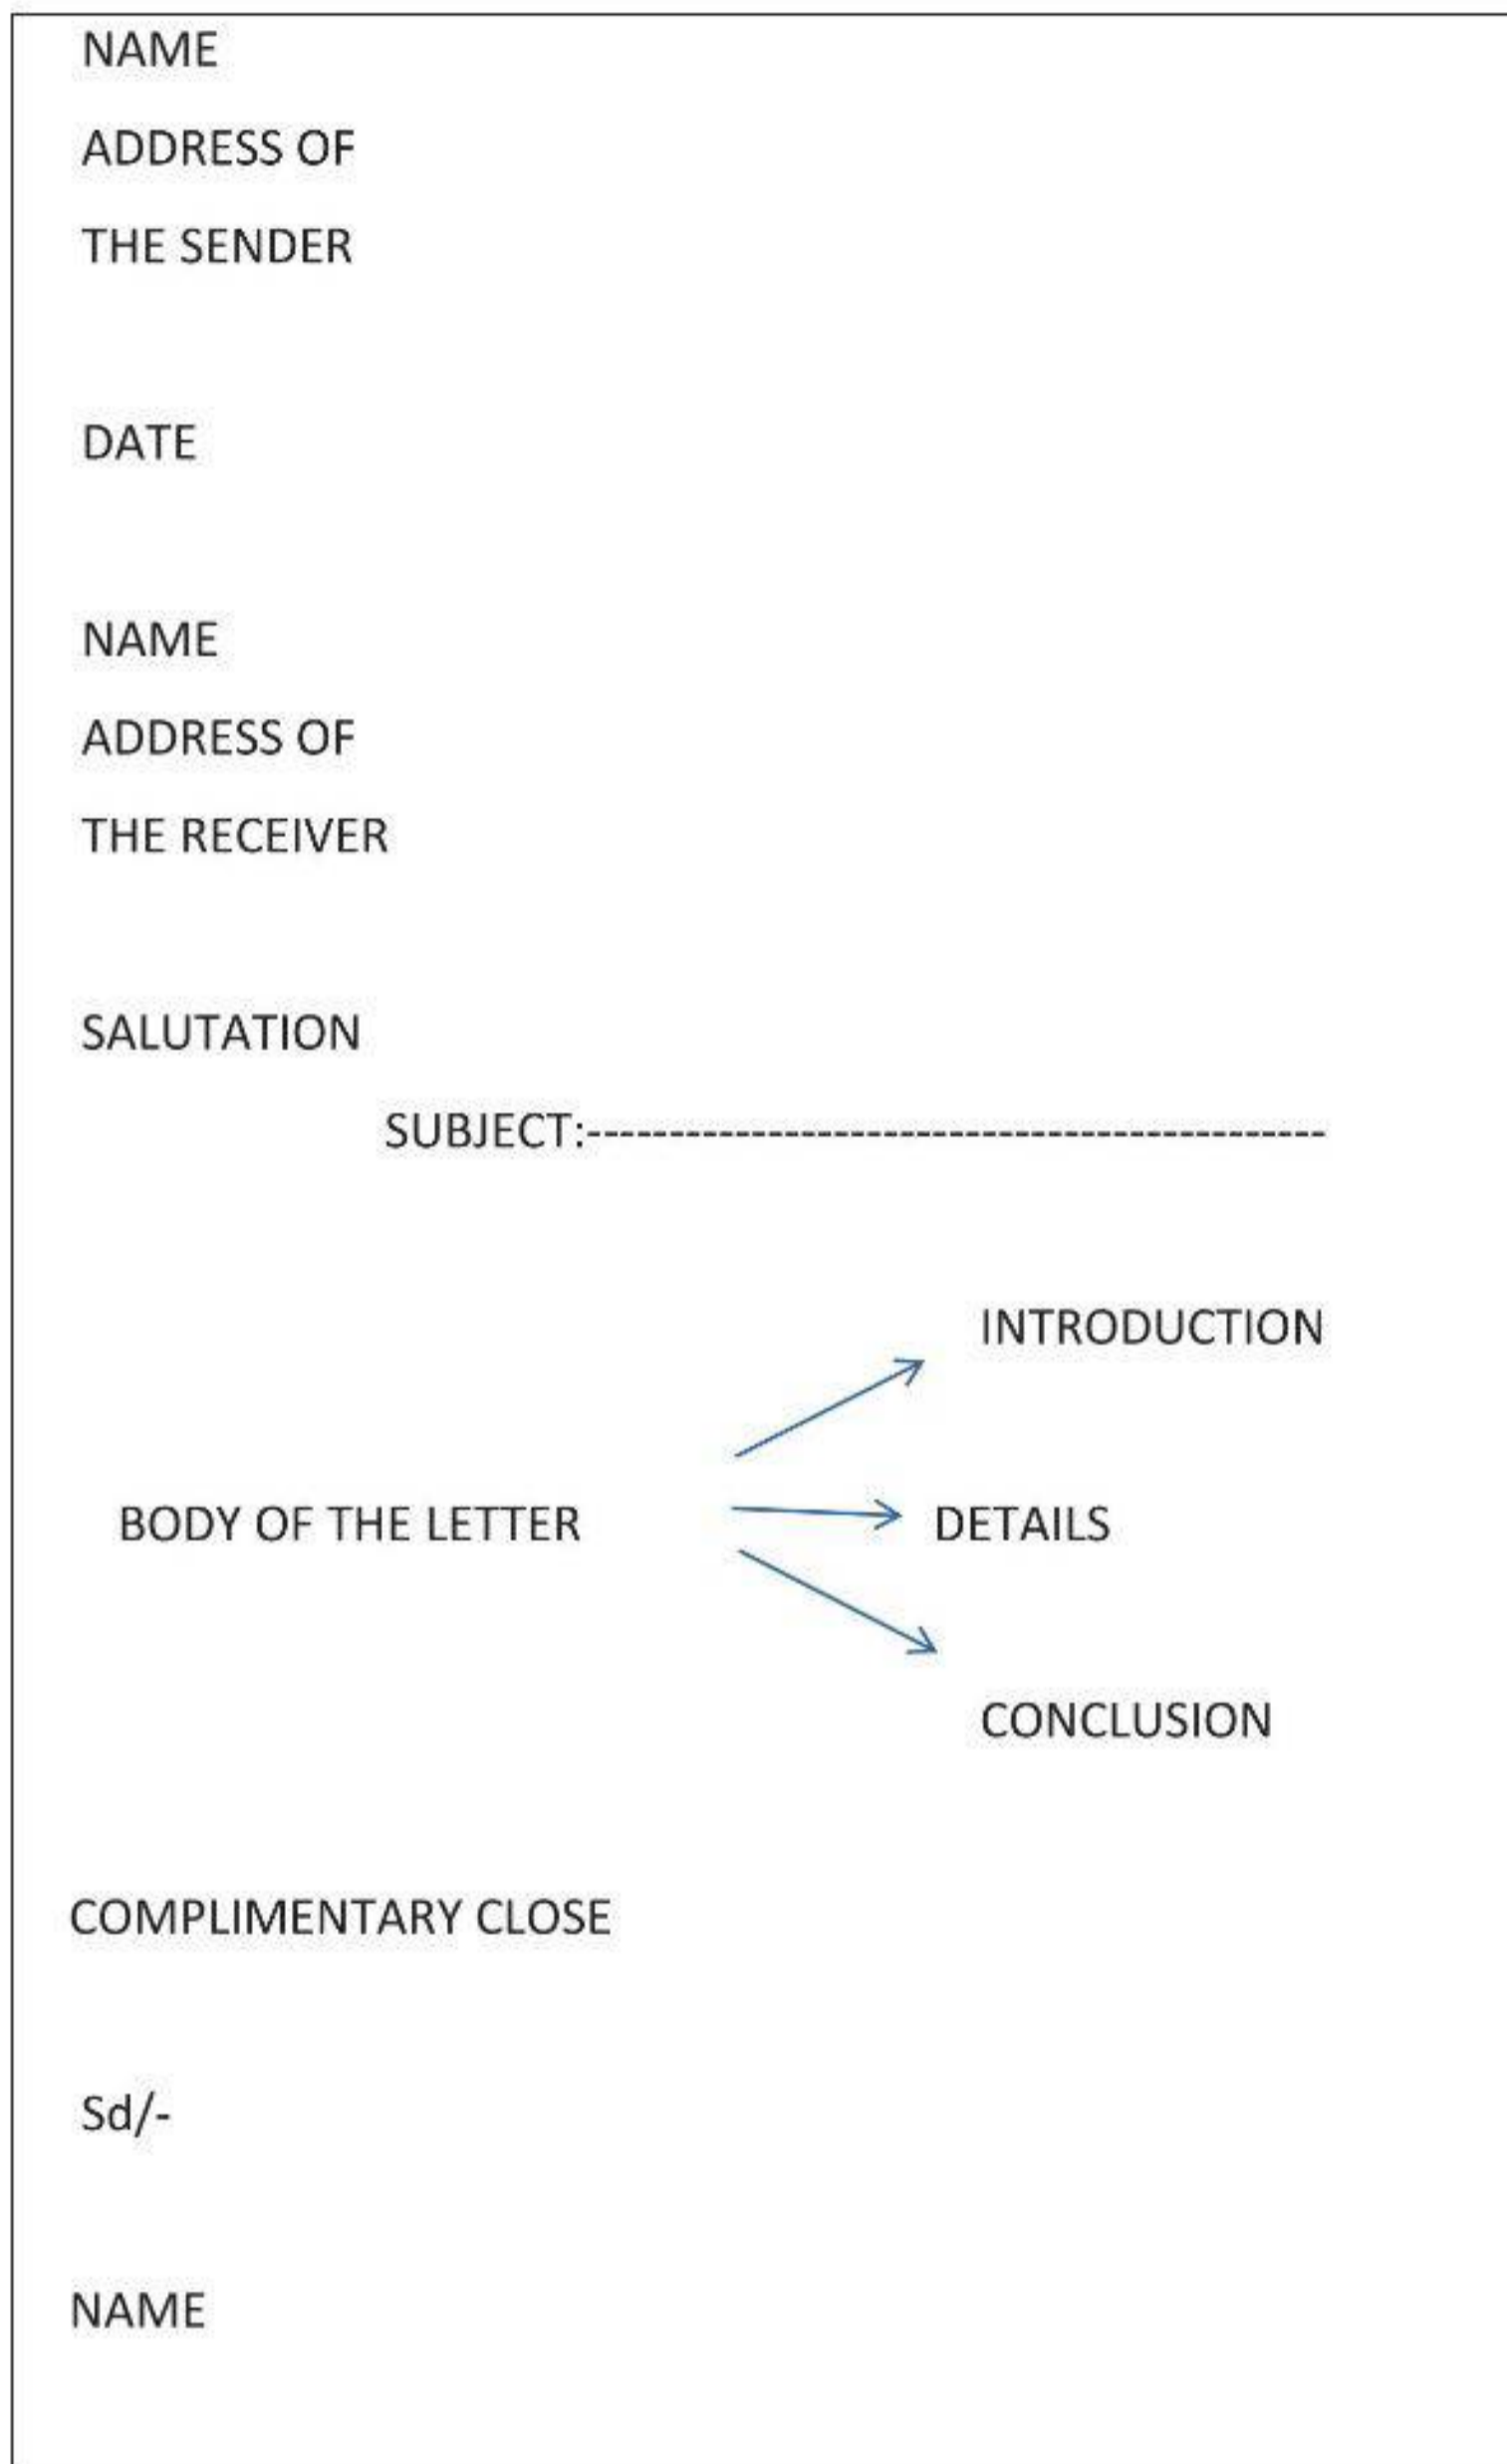 NAME
ADDRESS OF
THE SENDER
DATE
NAME
ADDRESS OF
THE RECEIVER
SALUTATION
SUBJECT:---------------------------------------------
INTRODUCTION
BODY OF THE LETTER DETAILS
CONCLUSION
COMPLIMENTARY CLOSE
Sd/-
NAME